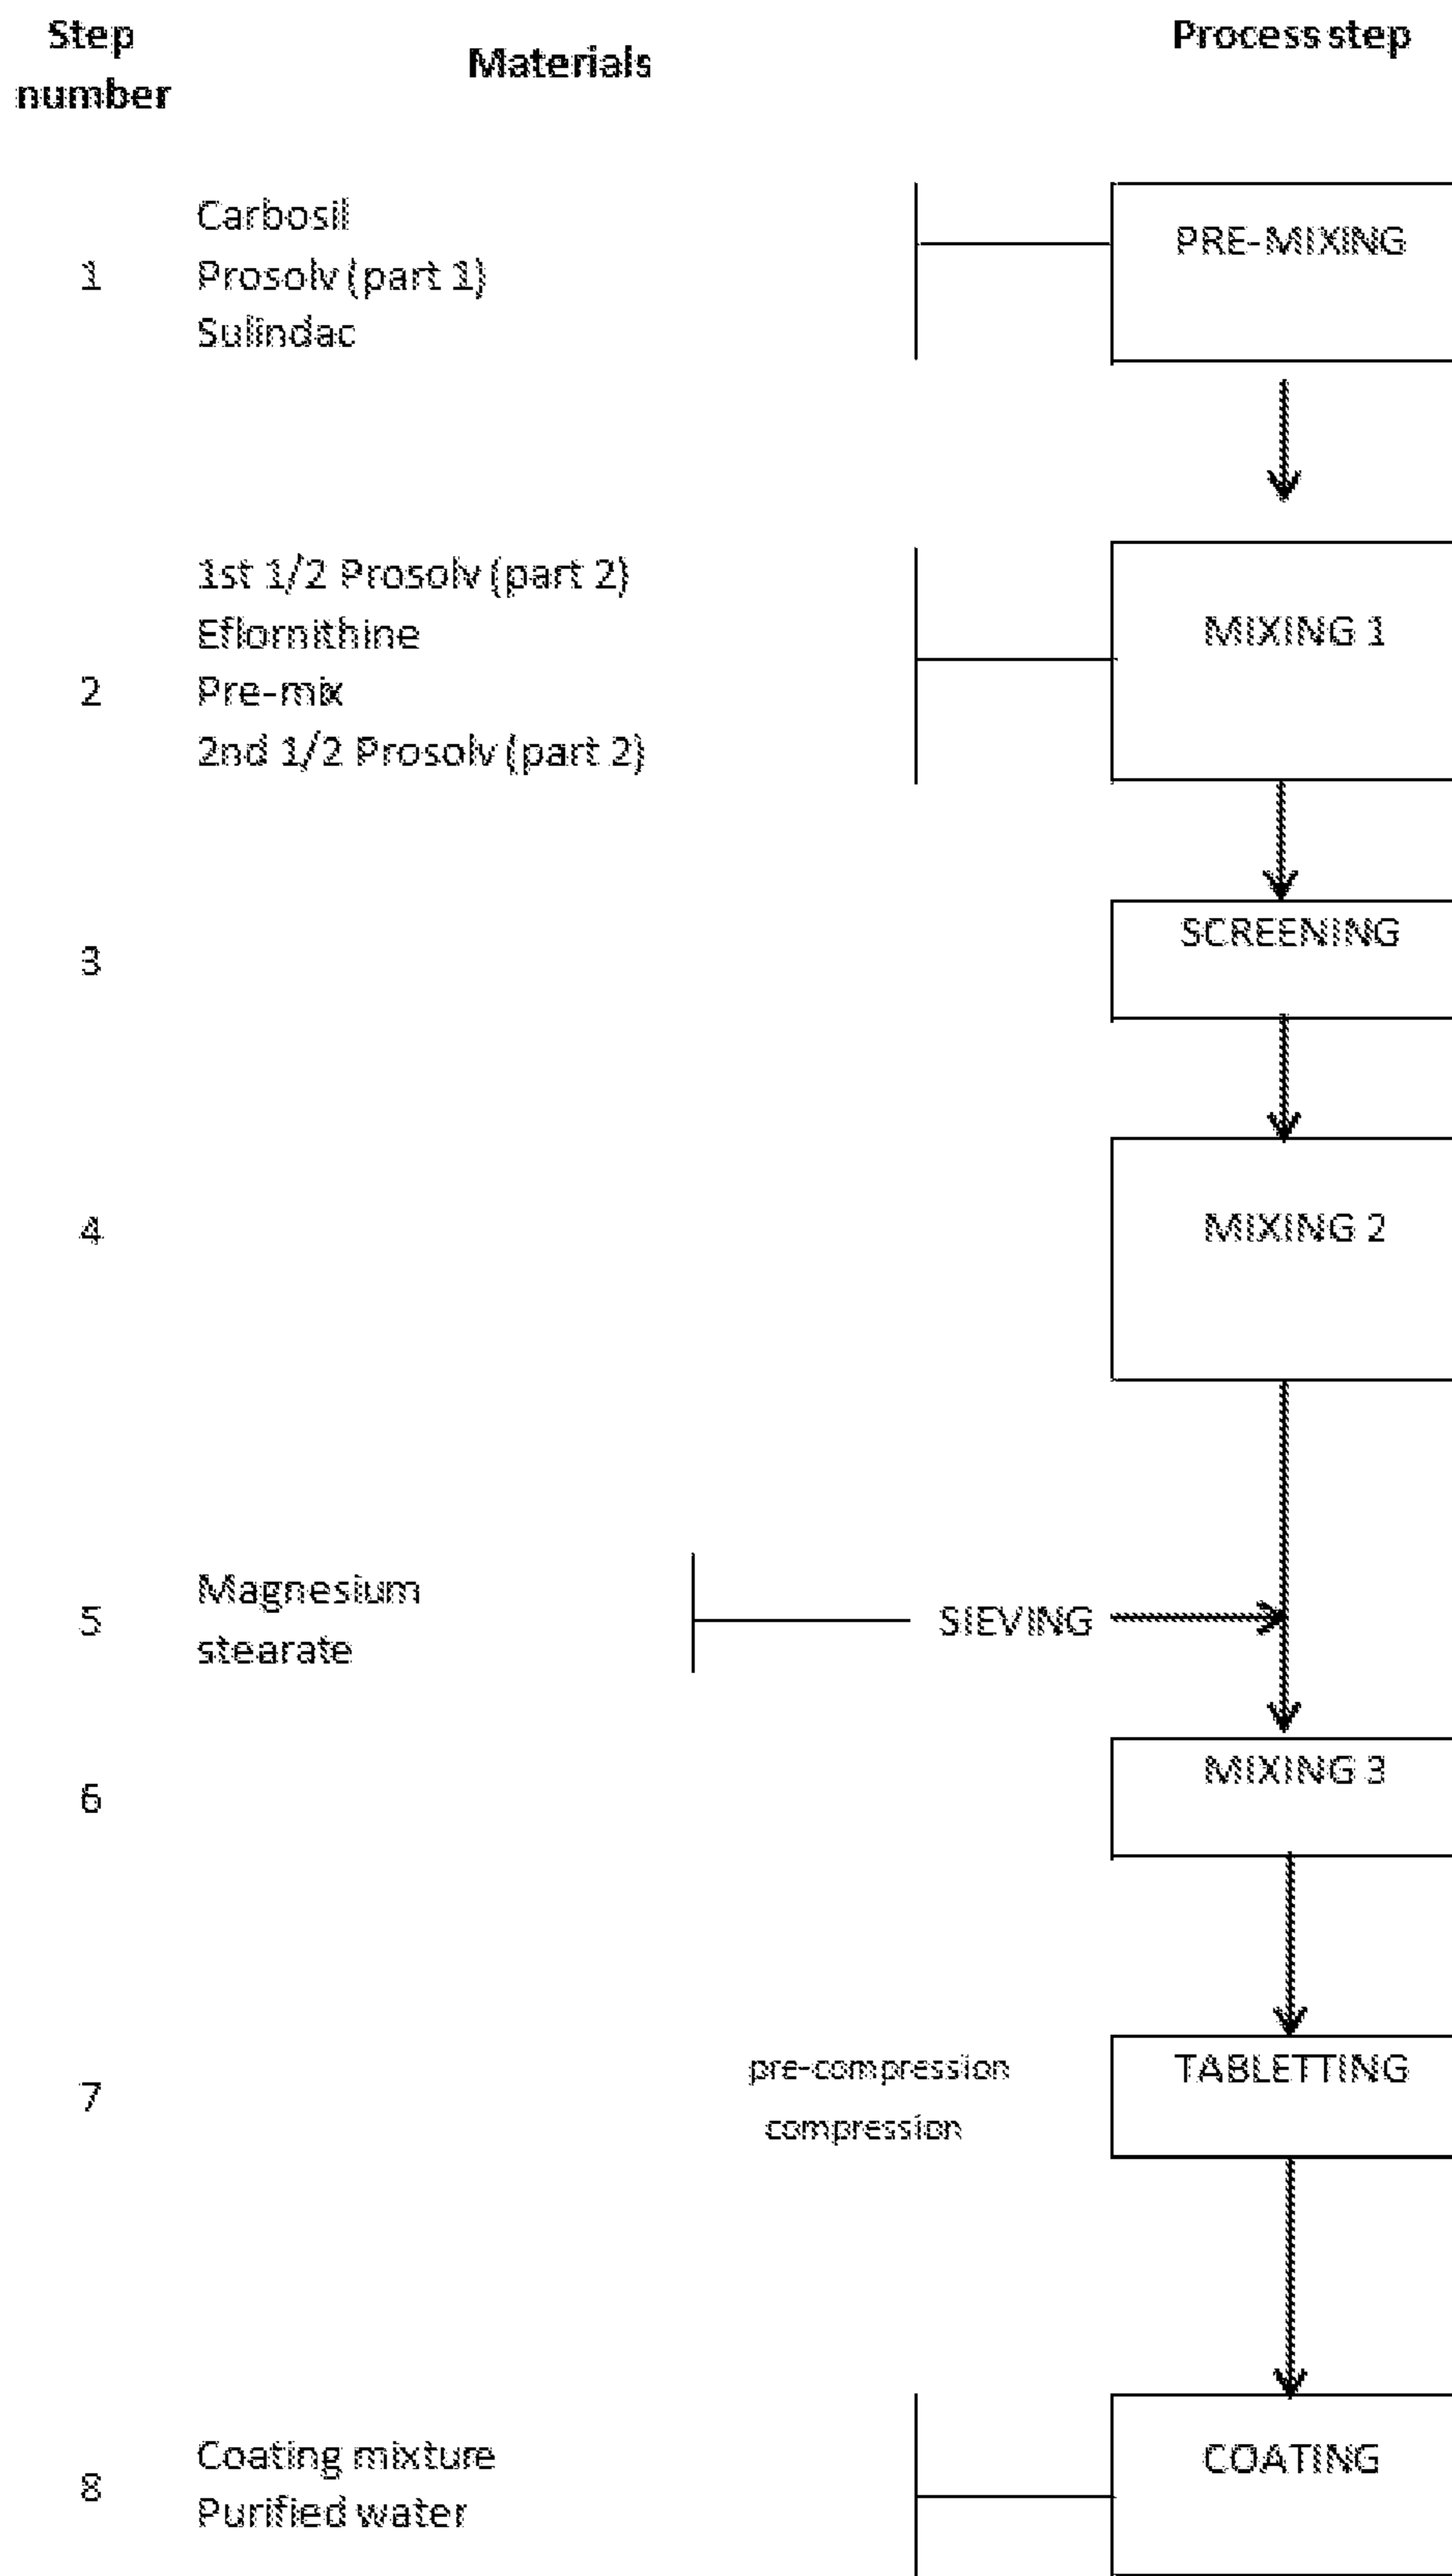 Step number
Materials
Process step
1
Carbosil
Prosolv (part 1)
Sulindac
PRE-MIXING
2
1st 1/2 Prosolv (part 2)
Eflornithine
Pre-mix
2nd 1/2 Prosolv (part 2)
MIXING 1
3
SCREENING
4
MIXING 2
5
Magnesium
stearate
SIEVING
6
MIXING 3
7
pre-compression
compression
TABLETTING
8
Coating mixture
Purified water
COATING